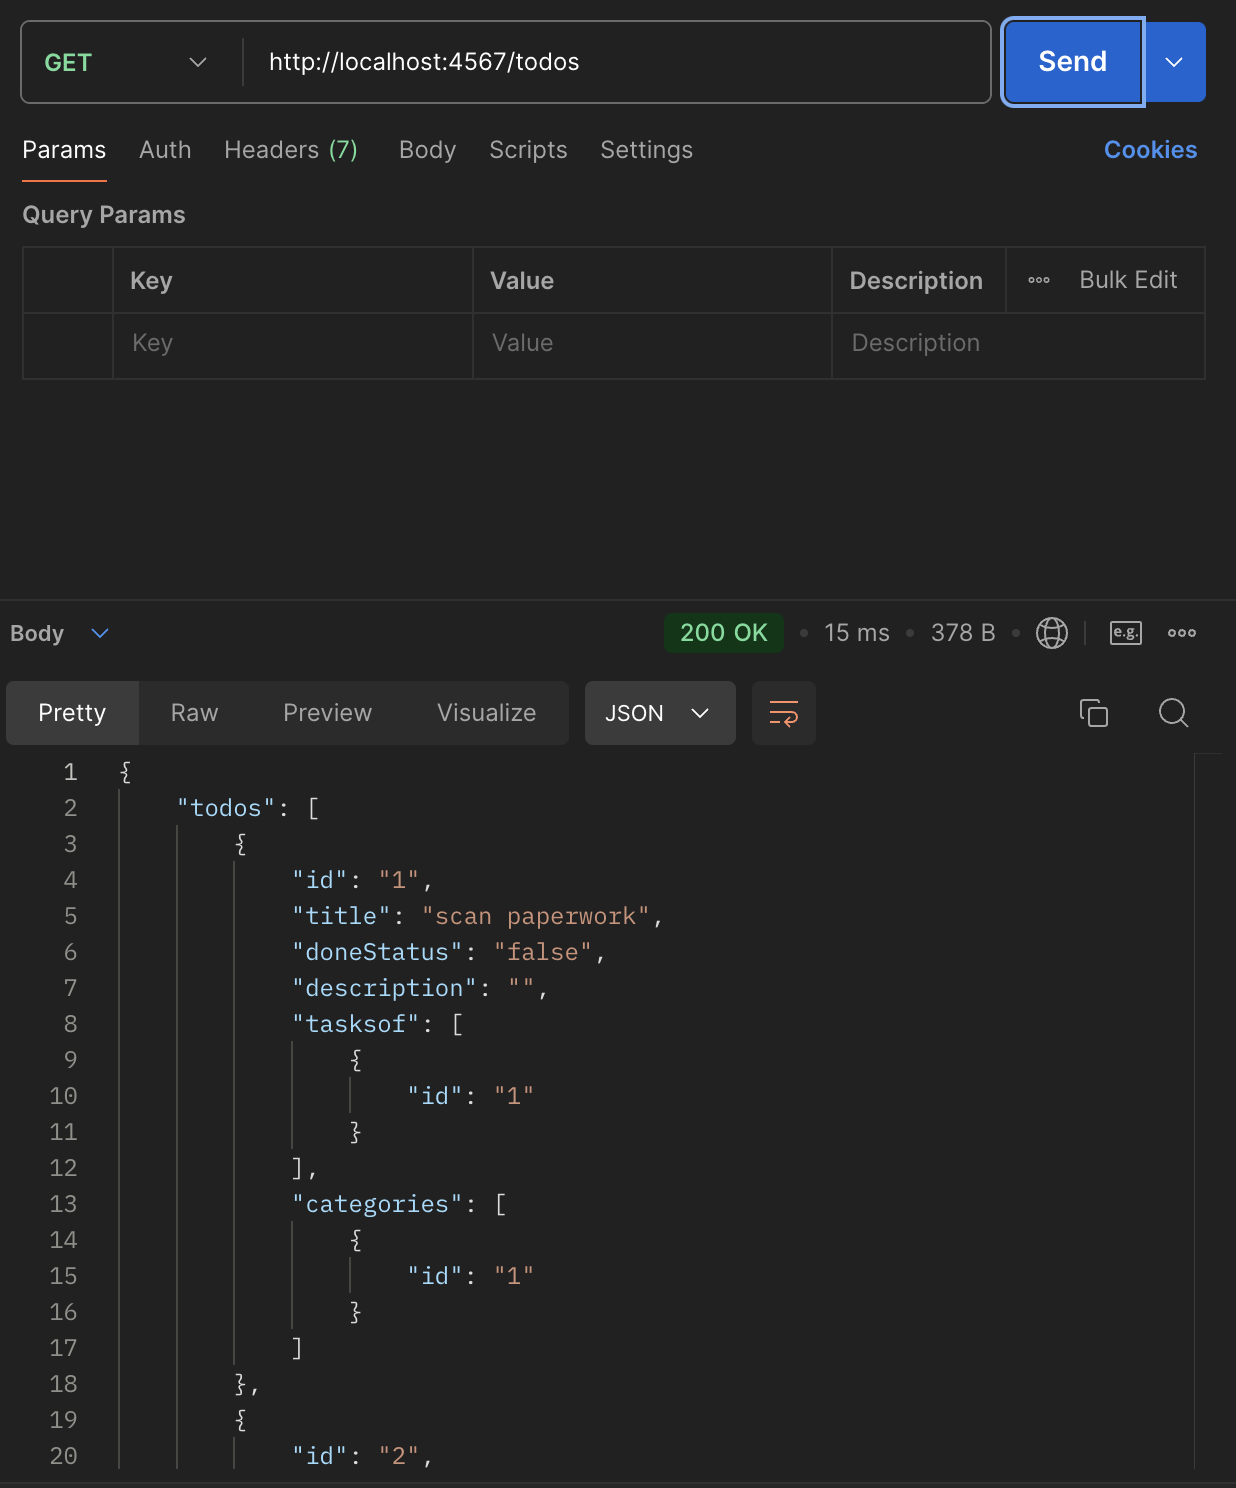 GET http://localhost:4567/todos Send
Params Auth Headers (7) Body Scripts Settings Cookies
Query Params
Key Value Description Bulk Edit
Key Value Description
Body 200 OK 15 ms 378 B e.g.
Pretty Raw Preview Visualize JSON
1 {
2 "todos": [
3 {
4 "id": "1",
5 "title": "scan paperwork",
6 "doneStatus": "false",
7 "description": "",
8 "tasksof": [
9 {
10 "id": "1"
11 }
12 ],
13 "categories": [
14 {
15 "id": "1"
16 }
17 ]
18 },
19 {
20 "id": "2",